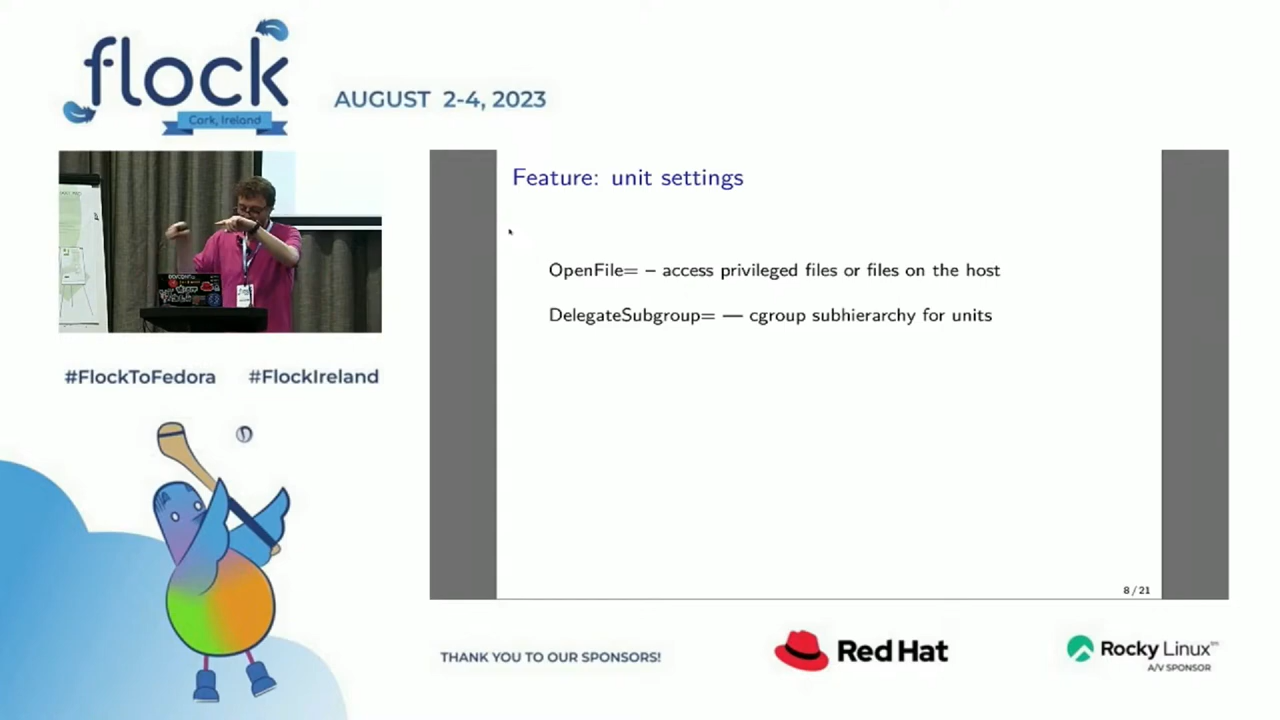 flock
Cork, Ireland
AUGUST 2-4, 2023
Feature: unit settings
OpenFile= – access privileged files or files on the host
DelegateSubgroup= — cgroup subhierarchy for units
8 / 21
#FlockToFedora #FlockIreland
THANK YOU TO OUR SPONSORS!
Red Hat
Rocky Linux™
A/V SPONSOR